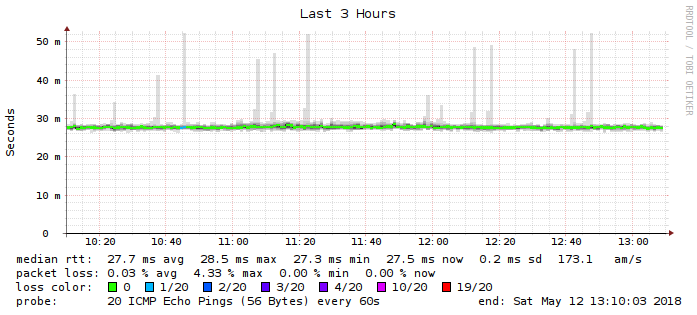 Last 3 Hours
RRDTOOL / TOBI OETIKER
Seconds
50 m
40 m
30 m
20 m
10 m
0
10:20 10:40 11:00 11:20 11:40 12:00 12:20 12:40 13:00
median rtt: 27.7 ms avg 28.5 ms max 27.3 ms min 27.5 ms now 0.2 ms sd 173.1 am/s
packet loss: 0.03 % avg 4.33 % max 0.00 % min 0.00 % now
loss color: 0 1/20 2/20 3/20 4/20 10/20 19/20
probe: 20 ICMP Echo Pings (56 Bytes) every 60s end: Sat May 12 13:10:03 2018